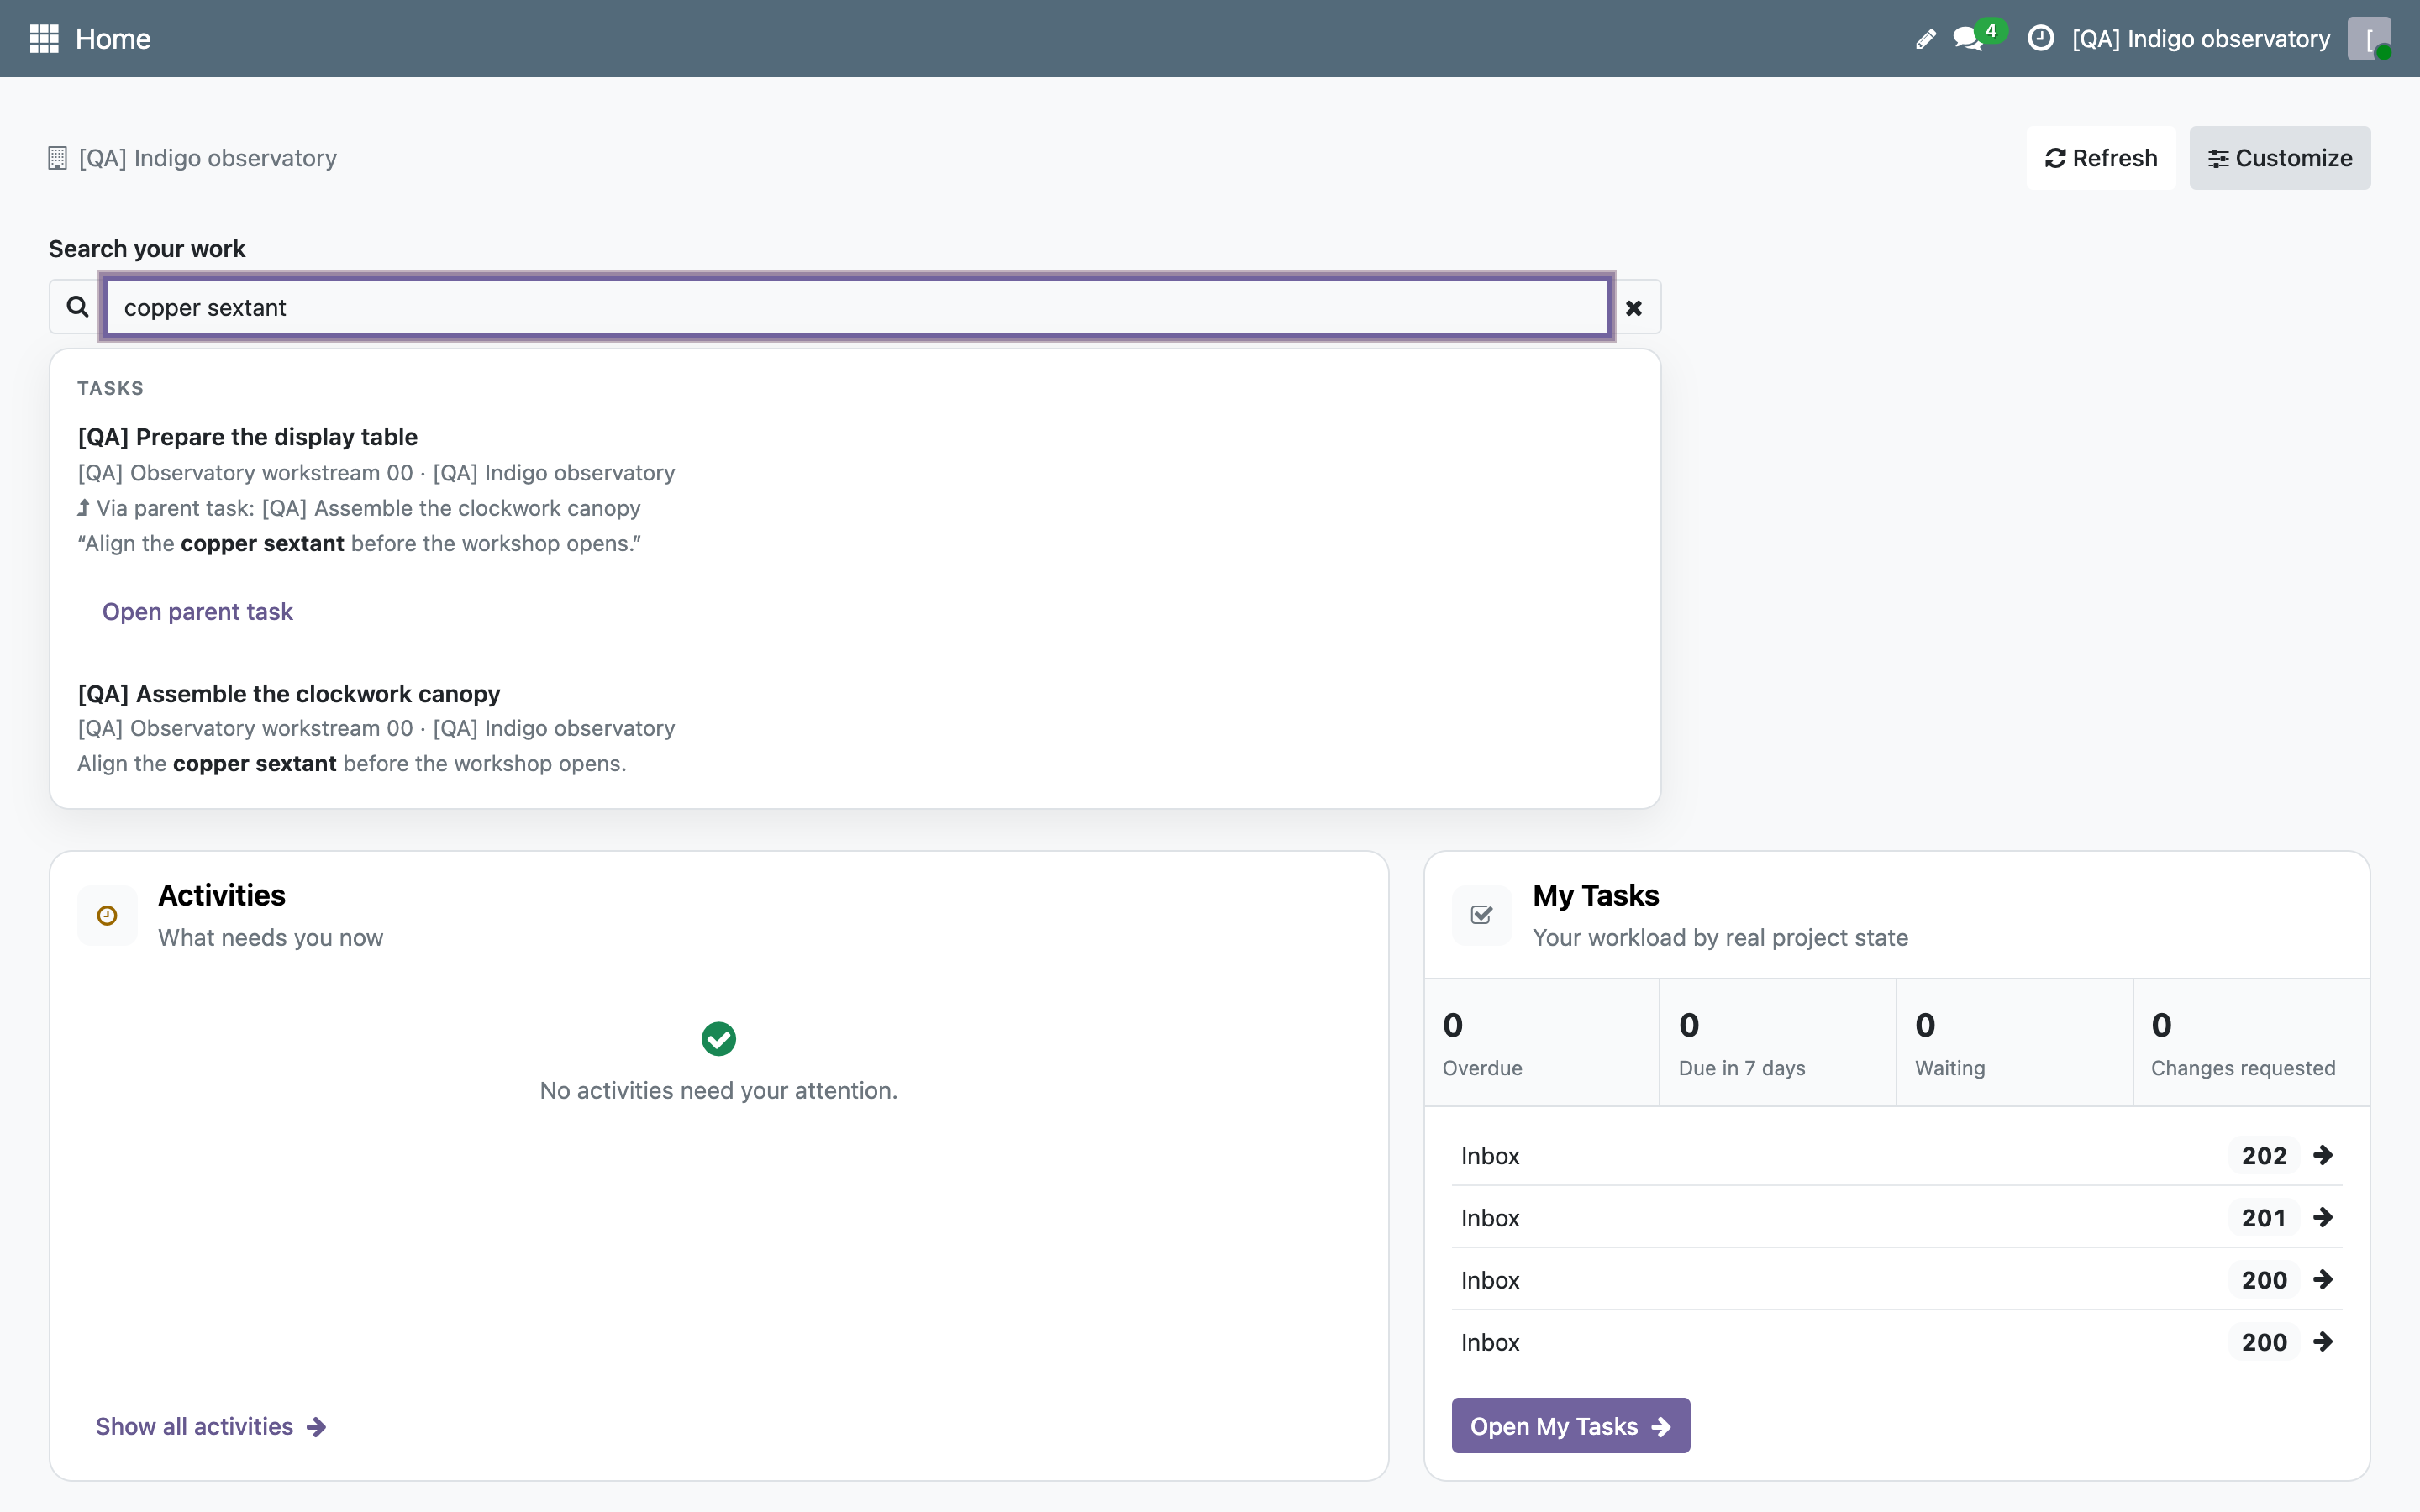 Home
4
[QA] Indigo observatory
[
[QA] Indigo observatory
Refresh
Customize
Search your work
copper sextant
TASKS
[QA] Prepare the display table
[QA] Observatory workstream 00 · [QA] Indigo observatory
Via parent task: [QA] Assemble the clockwork canopy
“Align the copper sextant before the workshop opens.”
Open parent task
[QA] Assemble the clockwork canopy
[QA] Observatory workstream 00 · [QA] Indigo observatory
Align the copper sextant before the workshop opens.
Activities
What needs you now
No activities need your attention.
Show all activities
My Tasks
Your workload by real project state
0
Overdue
0
Due in 7 days
0
Waiting
0
Changes requested
Inbox 202
Inbox 201
Inbox 200
Inbox 200
Open My Tasks